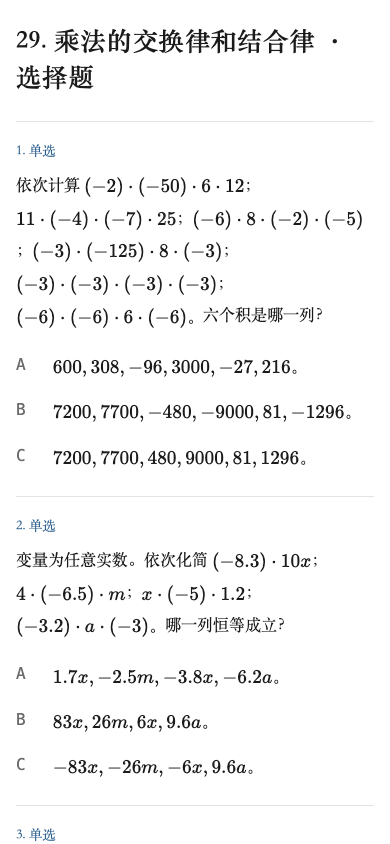 29. 乘法的交换律和结合律 ·
选择题
1. 单选
依次计算 (−2) · (−50) · 6 · 12;
11 · (−4) · (−7) · 25; (−6) · 8 · (−2) · (−5)
; (−3) · (−125) · 8 · (−3);
(−3) · (−3) · (−3) · (−3);
(−6) · (−6) · 6 · (−6)。六个积是哪一列?
A 600, 308, −96, 3000, −27, 216。
B 7200, 7700, −480, −9000, 81, −1296。
C 7200, 7700, 480, 9000, 81, 1296。
2. 单选
变量为任意实数。依次化简 (−8.3) · 10x;
4 · (−6.5) · m; x · (−5) · 1.2;
(−3.2) · a · (−3)。哪一列恒等成立?
A 1.7x, −2.5m, −3.8x, −6.2a。
B 83x, 26m, 6x, 9.6a。
C −83x, −26m, −6x, 9.6a。
3. 单选